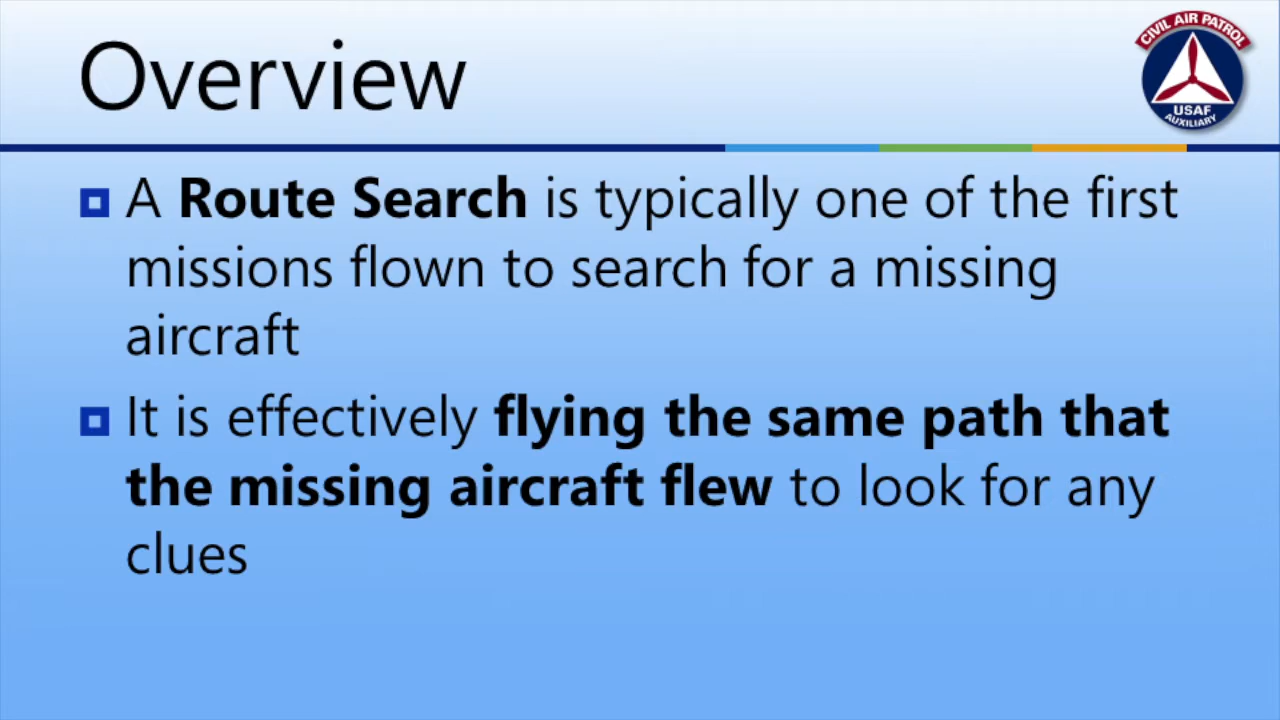 Overview
CIVIL AIR PATROL
USAF
AUXILIARY
A Route Search is typically one of the first
missions flown to search for a missing
aircraft
It is effectively flying the same path that
the missing aircraft flew to look for any
clues